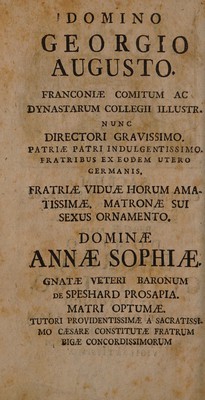 DOMINO
GEORGIO
AUGUSTO.
FRANCONIÆ COMITUM AC
DYNASTARUM COLLEGII ILLUSTR.
NUNC
DIRECTORI GRAVISSIMO,
PATRIÆ PATRI INDULGENTISSIMO.
FRATRIBUS EX EODEM UTERO
GERMANIS,
FRATRIÆ VIDUÆ HORUM AMA-
TISSIMÆ, MATRONÆ SUI
SEXUS ORNAMENTO.
DOMINÆ
ANNÆ SOPHIÆ.
GNATÆ VETERI BARONUM
DE SPESHARD PROSAPIA.
MATRI OPTUMÆ.
TUTORI PROVIDENTISSIMÆ A SACRATISSI-
MO CÆSARE CONSTITUTÆ FRATRUM
BIGÆ CONCORDISSIMORUM